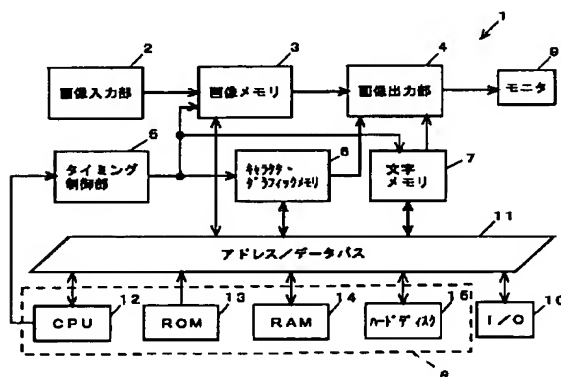 1
2
3
4
9
画像入力部
画像メモリ
画像出力部
モニタ
5
6
7
タイミング
制御部
キャラクタ・
グラフィックメモリ
文字
メモリ
11
アドレス/データバス
12
13
14
15
10
CPU
ROM
RAM
ハードディスク
I/O
8